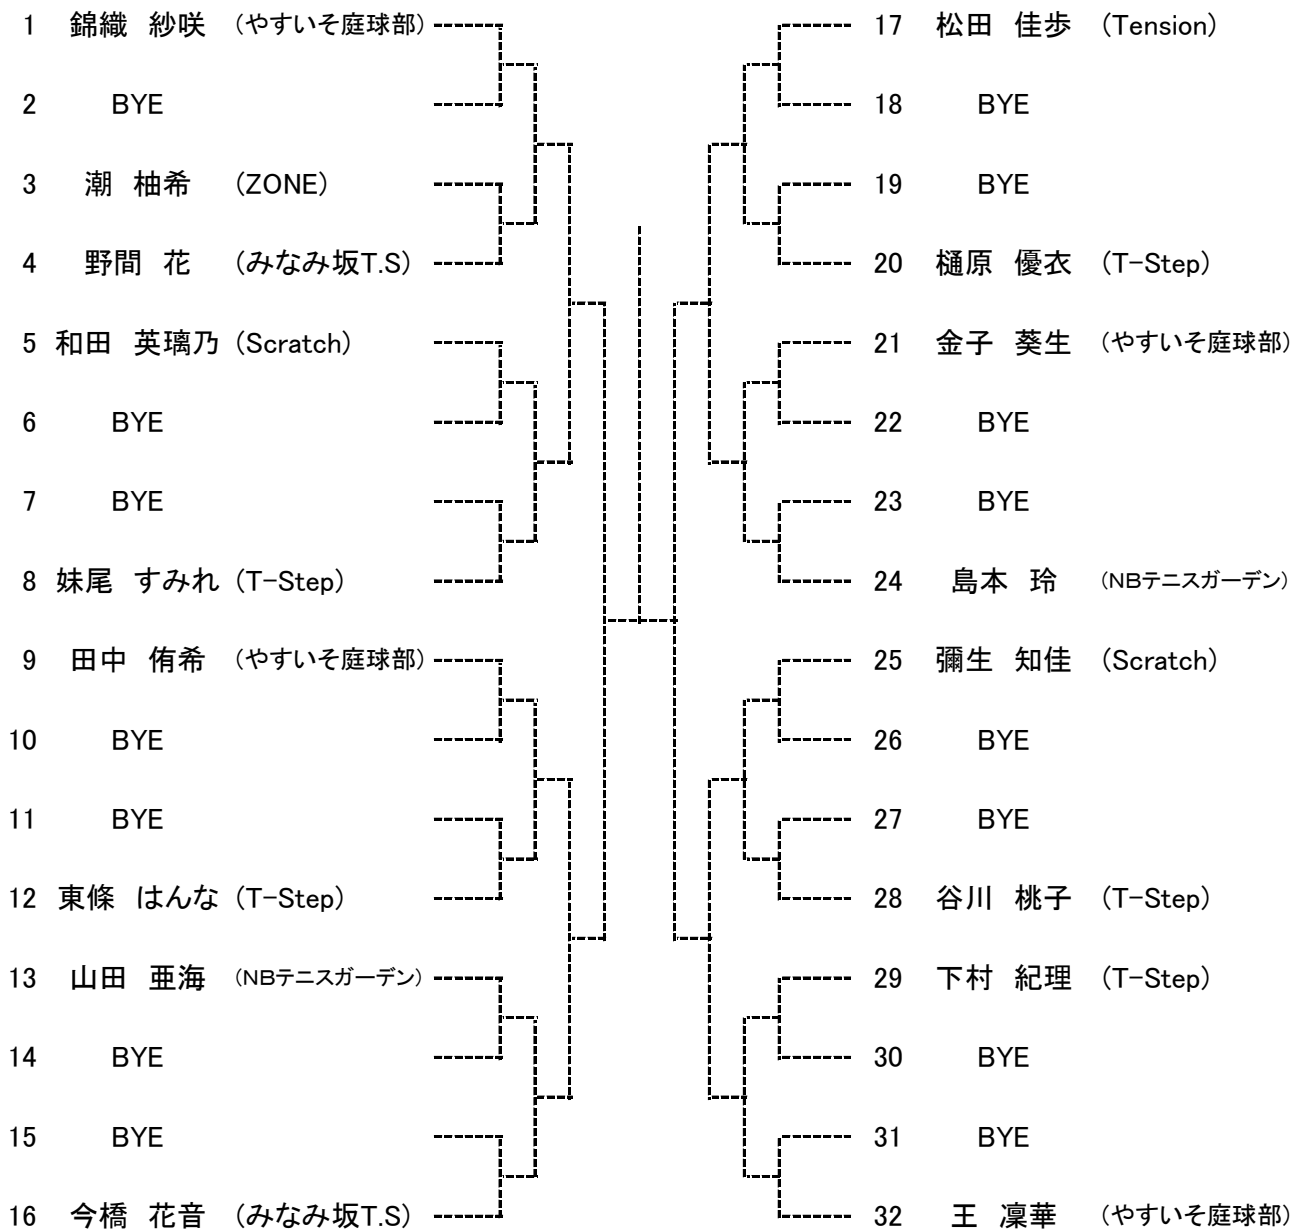 1 錦織 紗咲 (やすいそ庭球部)
2 BYE
3 潮 柚希 (ZONE)
4 野間 花 (みなみ坂T.S)
5 和田 英璃乃 (Scratch)
6 BYE
7 BYE
8 妹尾 すみれ (T-Step)
9 田中 侑希 (やすいそ庭球部)
10 BYE
11 BYE
12 東條 はんな (T-Step)
13 山田 亜海 (NBテニスガーデン)
14 BYE
15 BYE
16 今橋 花音 (みなみ坂T.S)
17 松田 佳歩 (Tension)
18 BYE
19 BYE
20 樋原 優衣 (T-Step)
21 金子 葵生 (やすいそ庭球部)
22 BYE
23 BYE
24 島本 玲 (NBテニスガーデン)
25 彌生 知佳 (Scratch)
26 BYE
27 BYE
28 谷川 桃子 (T-Step)
29 下村 紀理 (T-Step)
30 BYE
31 BYE
32 王 凜華 (やすいそ庭球部)